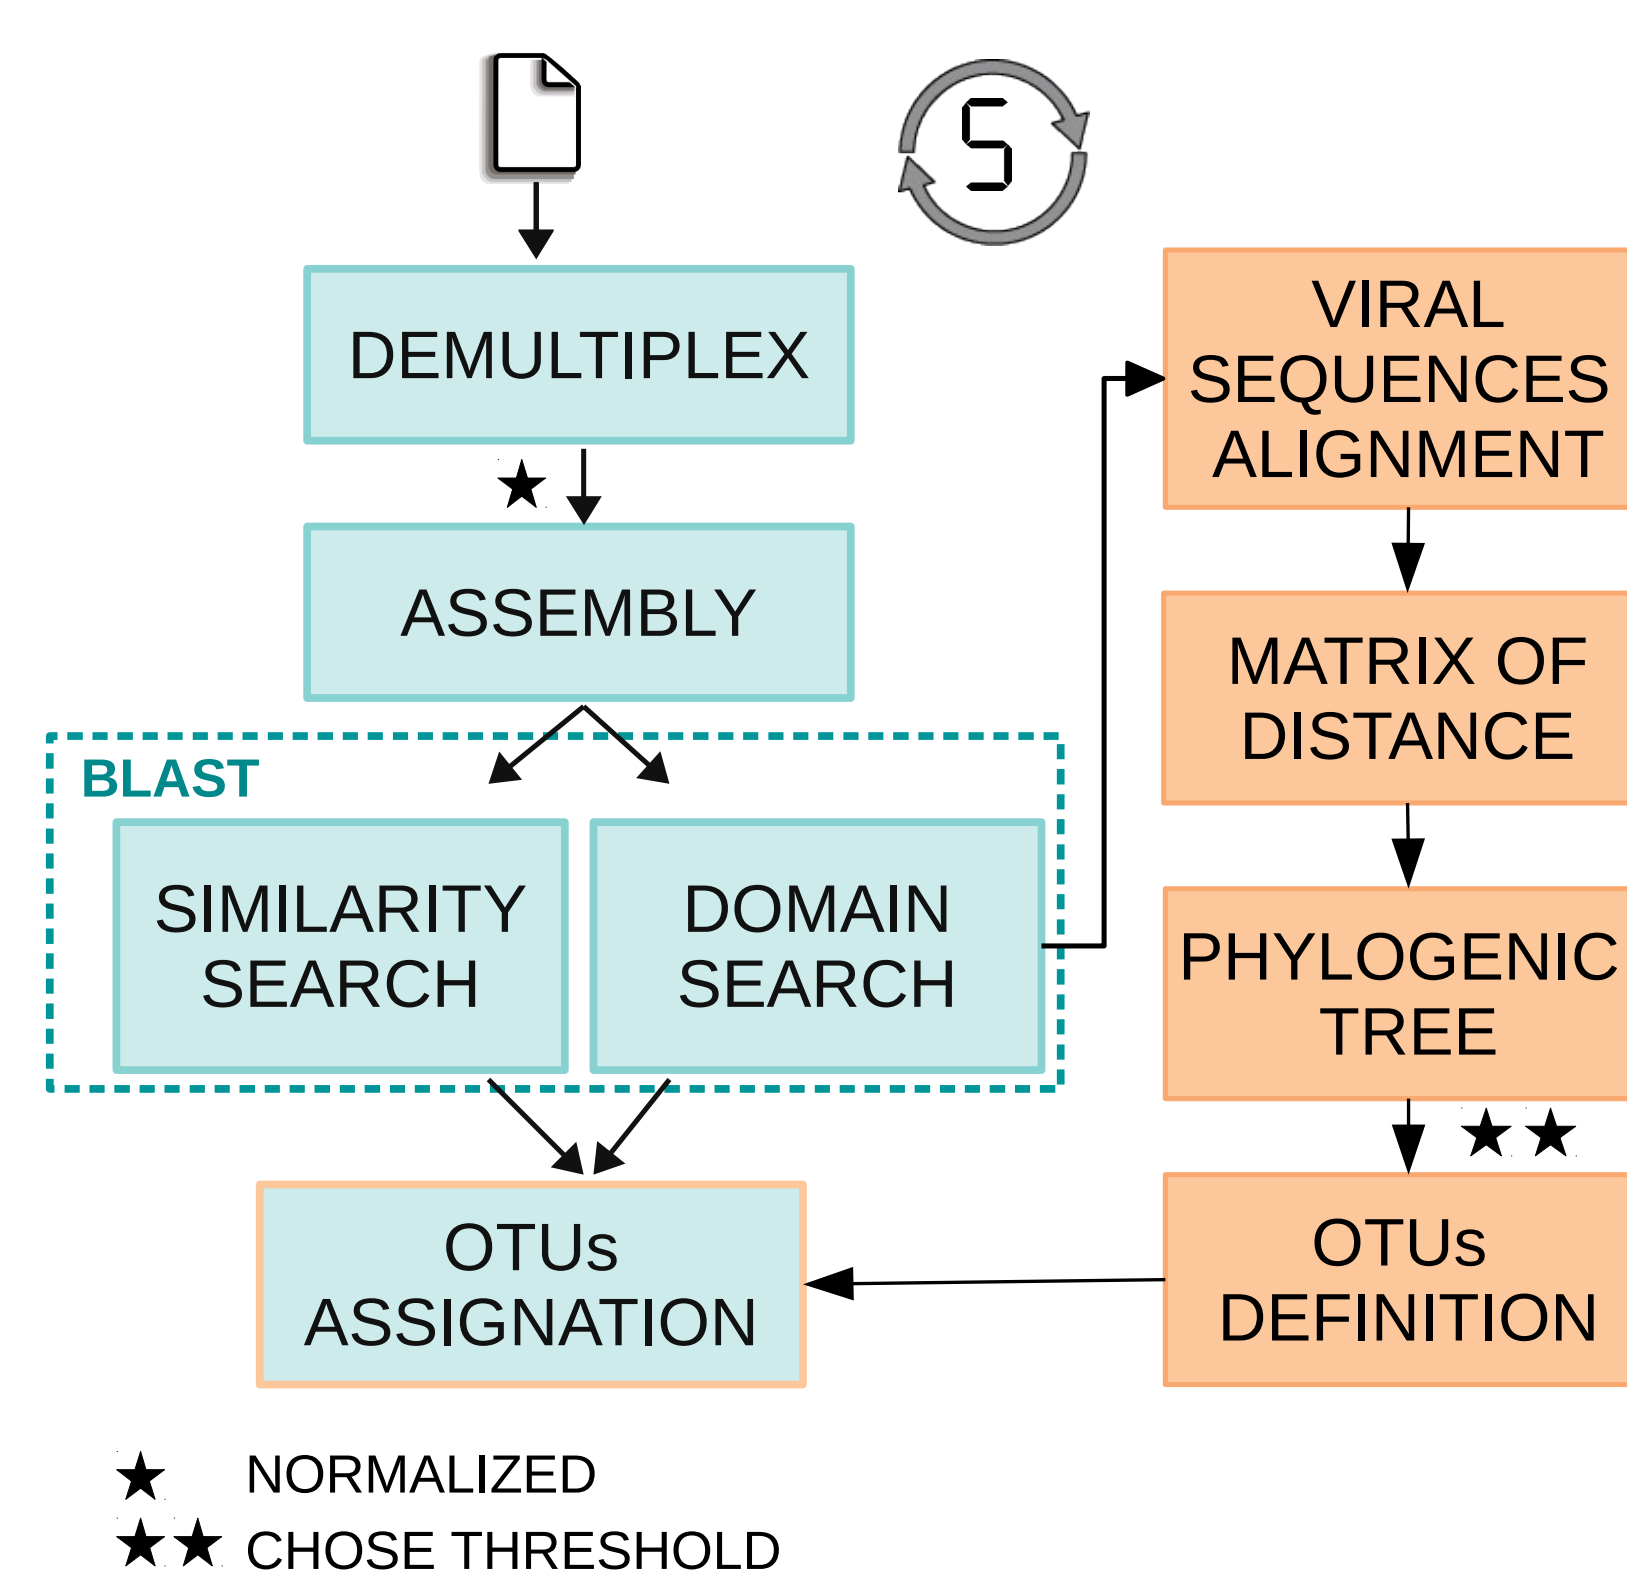 5
DEMULTIPLEX
ASSEMBLY
BLAST
SIMILARITY
SEARCH
DOMAIN
SEARCH
OTUs
ASSIGNATION
VIRAL
SEQUENCES
ALIGNMENT
MATRIX OF
DISTANCE
PHYLOGENIC
TREE
OTUs
DEFINITION
★ NORMALIZED
★★ CHOSE THRESHOLD